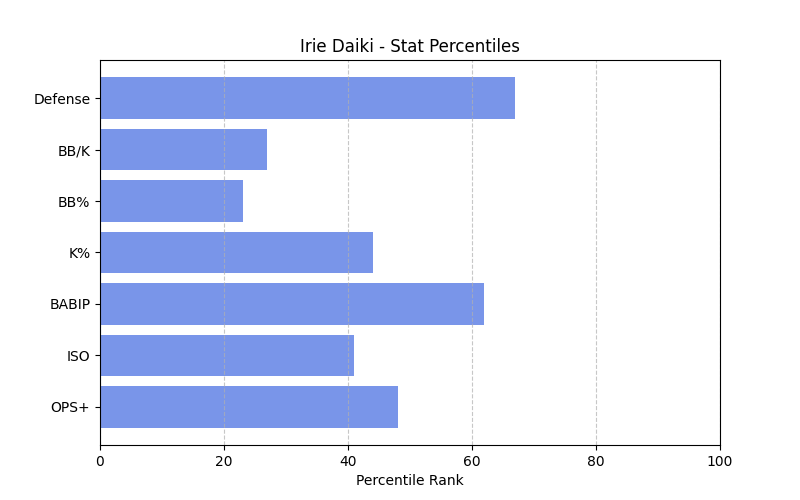 Irie Daiki - Stat Percentiles
Defense
BB/K
BB%
K%
BABIP
ISO
OPS+
0 20 40 60 80 100
Percentile Rank